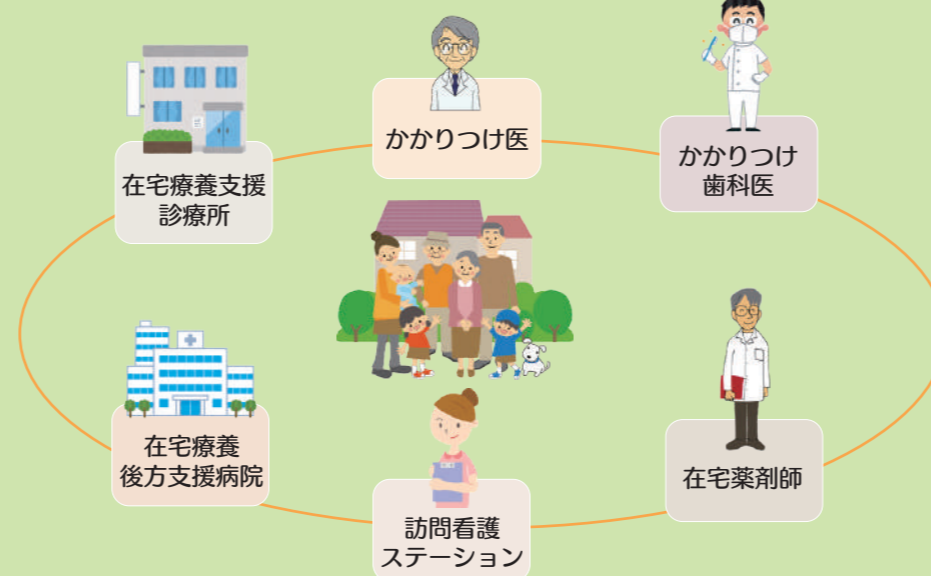 かかりつけ医
かかりつけ
歯科医
在宅療養支援
診療所
在宅療養
後方支援病院
在宅薬剤師
訪問看護
ステーション